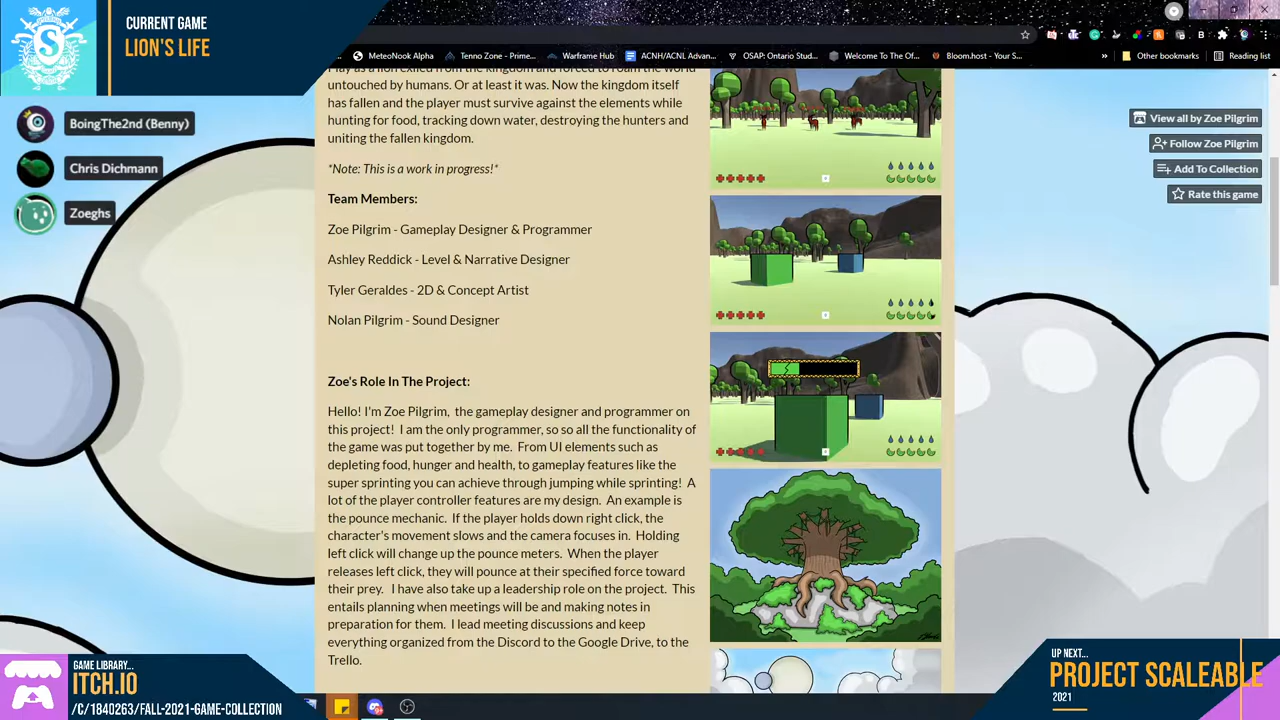 CURRENT GAME
LION'S LIFE
BoingThe2nd (Benny)
Chris Dichmann
Zoeghs
MeteoNook Alpha
Tenno Zone - Prime...
Warframe Hub
ACNH/ACNL Advan...
OSAP: Ontario Stud...
Welcome To The Of...
Bloom.host - Your S...
Other bookmarks
Reading list
Play as a lion exiled from the kingdom and forced to roam the world
untouched by humans. Or at least it was. Now the kingdom itself
has fallen and the player must survive against the elements while
hunting for food, tracking down water, destroying the hunters and
uniting the fallen kingdom.
*Note: This is a work in progress!*
Team Members:
Zoe Pilgrim - Gameplay Designer & Programmer
Ashley Reddick - Level & Narrative Designer
Tyler Geraldes - 2D & Concept Artist
Nolan Pilgrim - Sound Designer
Zoe's Role In The Project:
Hello! I'm Zoe Pilgrim, the gameplay designer and programmer on
this project! I am the only programmer, so so all the functionality of
the game was put together by me. From UI elements such as
depleting food, hunger and health, to gameplay features like the
super sprinting you can achieve through jumping while sprinting! A
lot of the player controller features are my design. An example is
the pounce mechanic. If the player holds down right click, the
character's movement slows and the camera focuses in. Holding
left click will change up the pounce meters. When the player
releases left click, they will pounce at their specified force toward
their prey. I have also take up a leadership role on the project. This
entails planning when meetings will be and making notes in
preparation for them. I lead meeting discussions and keep
everything organized from the Discord to the Google Drive, to the
Trello.
View all by Zoe Pilgrim
Follow Zoe Pilgrim
Add To Collection
Rate this game
GAME LIBRARY...
ITCH.IO
/C/1840263/FALL-2021-GAME-COLLECTION
UP NEXT...
PROJECT SCALEABLE
2021